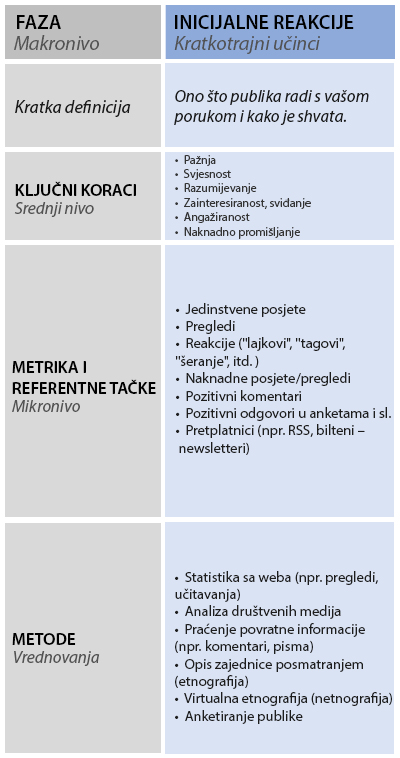 FAZA
Makronivo
INICIJALNE REAKCIJE
Kratkotrajni učinci
Kratka definicija
Ono što publika radi s vašom
porukom i kako je shvata.
KLJUČNI KORACI
Srednji nivo
• Pažnja
• Svjesnost
• Razumijevanje
• Zainteresiranost, sviđanje
• Angažiranost
• Naknadno promišljanje
METRIKA I
REFERENTNE TAČKE
Mikronivo
• Jedinstvene posjete
• Pregledi
• Reakcije ("lajkovi", "tagovi",
"šeranje", itd. )
• Naknadne posjete/pregledi
• Pozitivni komentari
• Pozitivni odgovori u anketama i sl.
• Pretplatnici (npr. RSS, bilteni –
newsletteri)
METODE
Vrednovanja
• Statistika sa weba (npr. pregledi,
učitavanja)
• Analiza društvenih medija
• Praćenje povratne informacije
(npr. komentari, pisma)
• Opis zajednice posmatranjem
(etnografija)
• Virtualna etnografija (netnografija)
• Anketiranje publike